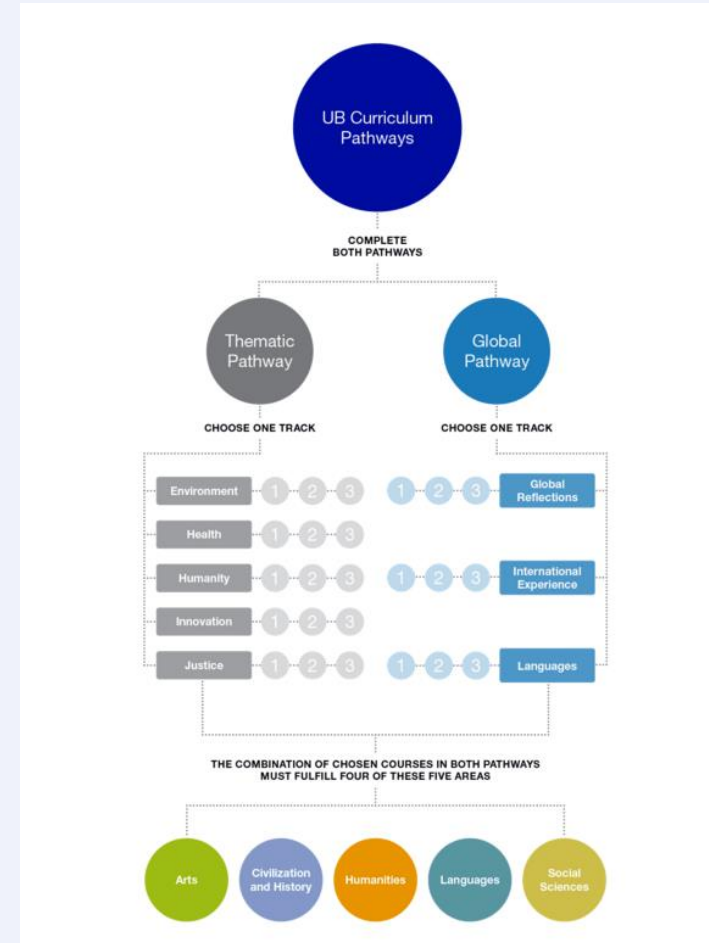 UB Curriculum
Pathways
COMPLETE
BOTH PATHWAYS
Thematic
Pathway
Global
Pathway
CHOOSE ONE TRACK
CHOOSE ONE TRACK
Environment 1 2 3
1 2 3 Global
Reflections
Health 1 2 3
Humanity 1 2 3
1 2 3 International
Experience
Innovation 1 2 3
Justice 1 2 3
1 2 3 Languages
THE COMBINATION OF CHOSEN COURSES IN BOTH PATHWAYS
MUST FULFILL FOUR OF THESE FIVE AREAS
Arts
Civilization
and History
Humanities
Languages
Social
Sciences